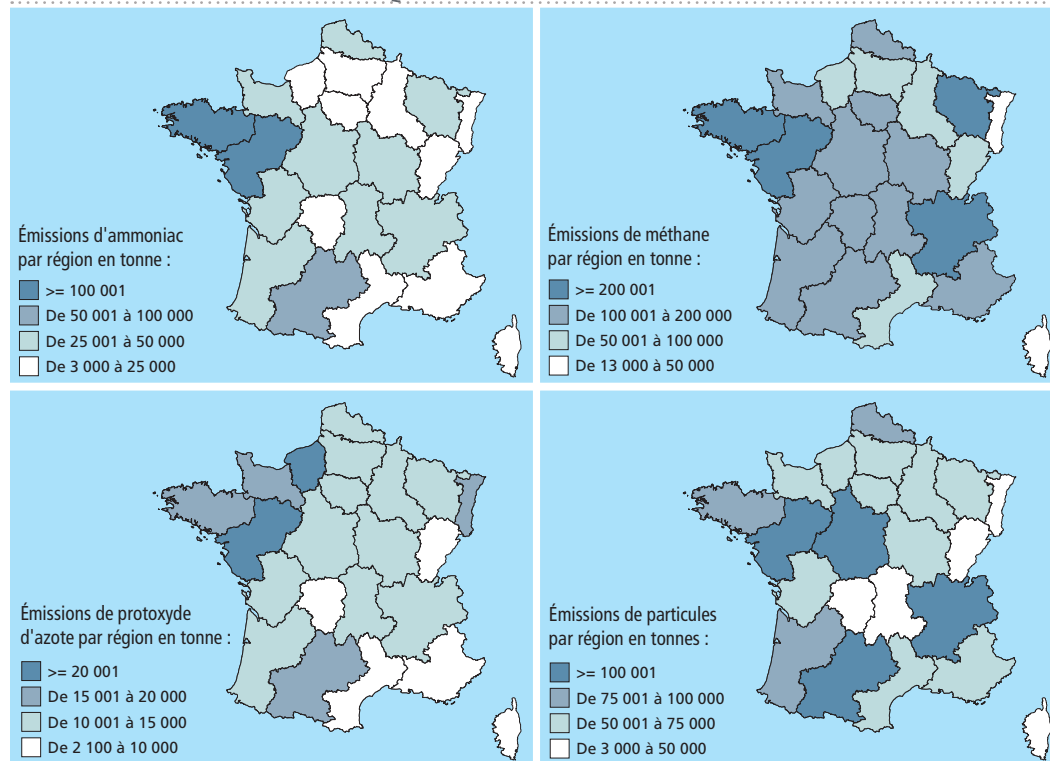 Émissions d'ammoniac
par région en tonne :
>= 100 001
De 50 001 à 100 000
De 25 001 à 50 000
De 3 000 à 25 000
Émissions de méthane
par région en tonne :
>= 200 001
De 100 001 à 200 000
De 50 001 à 100 000
De 13 000 à 50 000
Émissions de protoxyde
d'azote par région en tonne :
>= 20 001
De 15 001 à 20 000
De 10 001 à 15 000
De 2 100 à 10 000
Émissions de particules
par région en tonnes :
>= 100 001
De 75 001 à 100 000
De 50 001 à 75 000
De 3 000 à 50 000